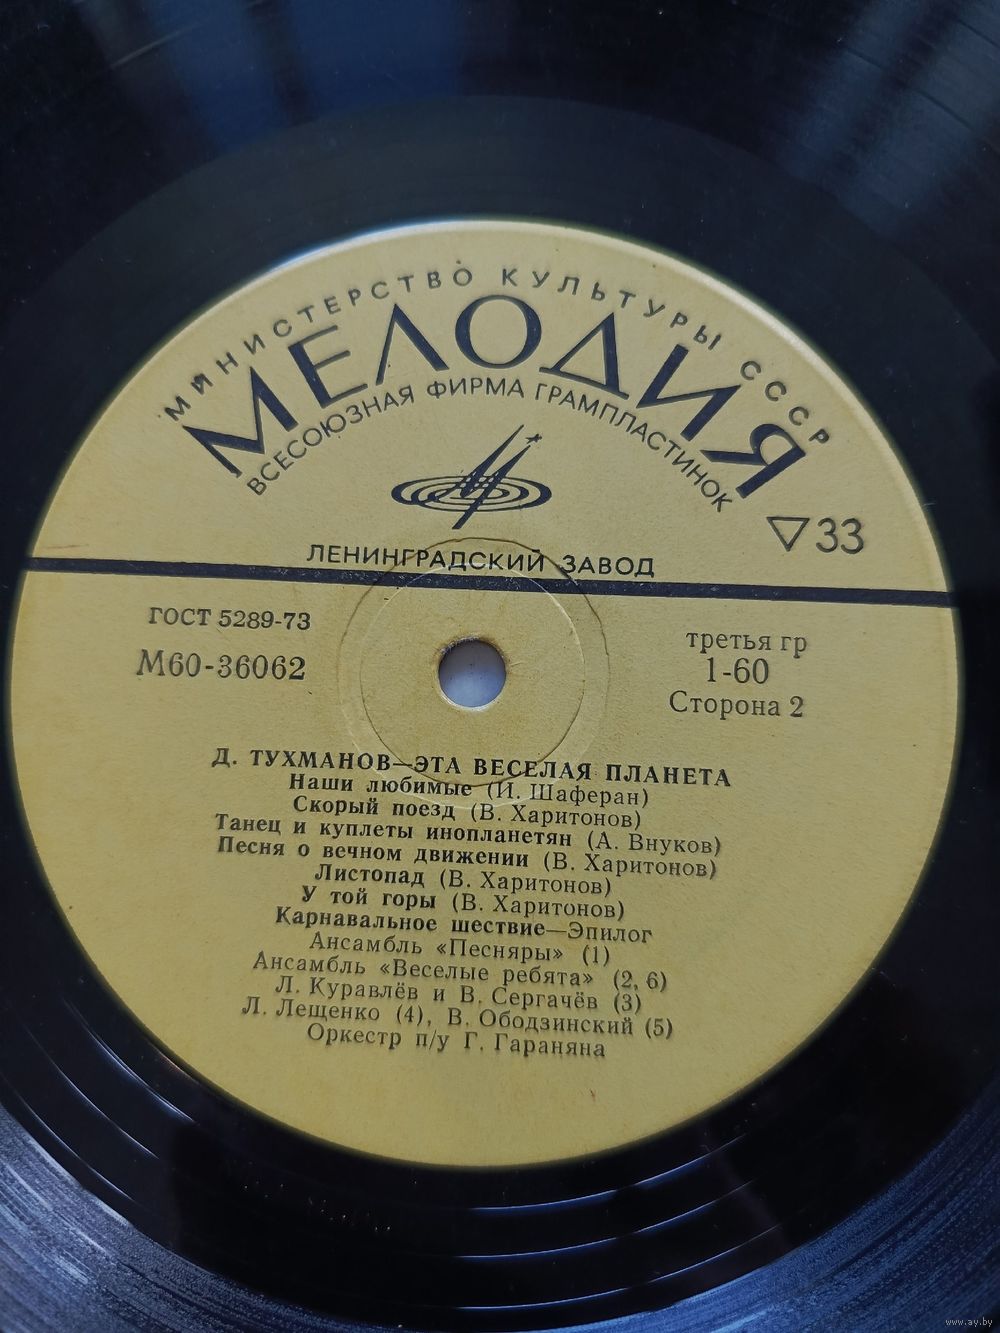 МИНИСТЕРСТВО КУЛЬТУРЫ СССР
МЕЛОДИЯ
ВСЕСОЮЗНАЯ ФИРМА ГРАМПЛАСТИНОК
33
ЛЕНИНГРАДСКИЙ ЗАВОД
ГОСТ 5289-73
М60-36062
третья гр
1-60
Сторона 2
Д. ТУХМАНОВ—ЭТА ВЕСЕЛАЯ ПЛАНЕТА
Наши любимые (И. Шаферан)
Скорый поезд (В. Харитонов)
Танец и куплеты инопланетян (А. Внуков)
Песня о вечном движении (В. Харитонов)
Листопад (В. Харитонов)
У той горы (В. Харитонов)
Карнавальное шествие—Эпилог
Ансамбль «Песняры» (1)
Ансамбль «Веселые ребята» (2, 6)
Л. Куравлёв и В. Сергачёв (3)
Л. Лещенко (4), В. Ободзинский (5)
Оркестр п/у Г. Гараняна
www.ay.by